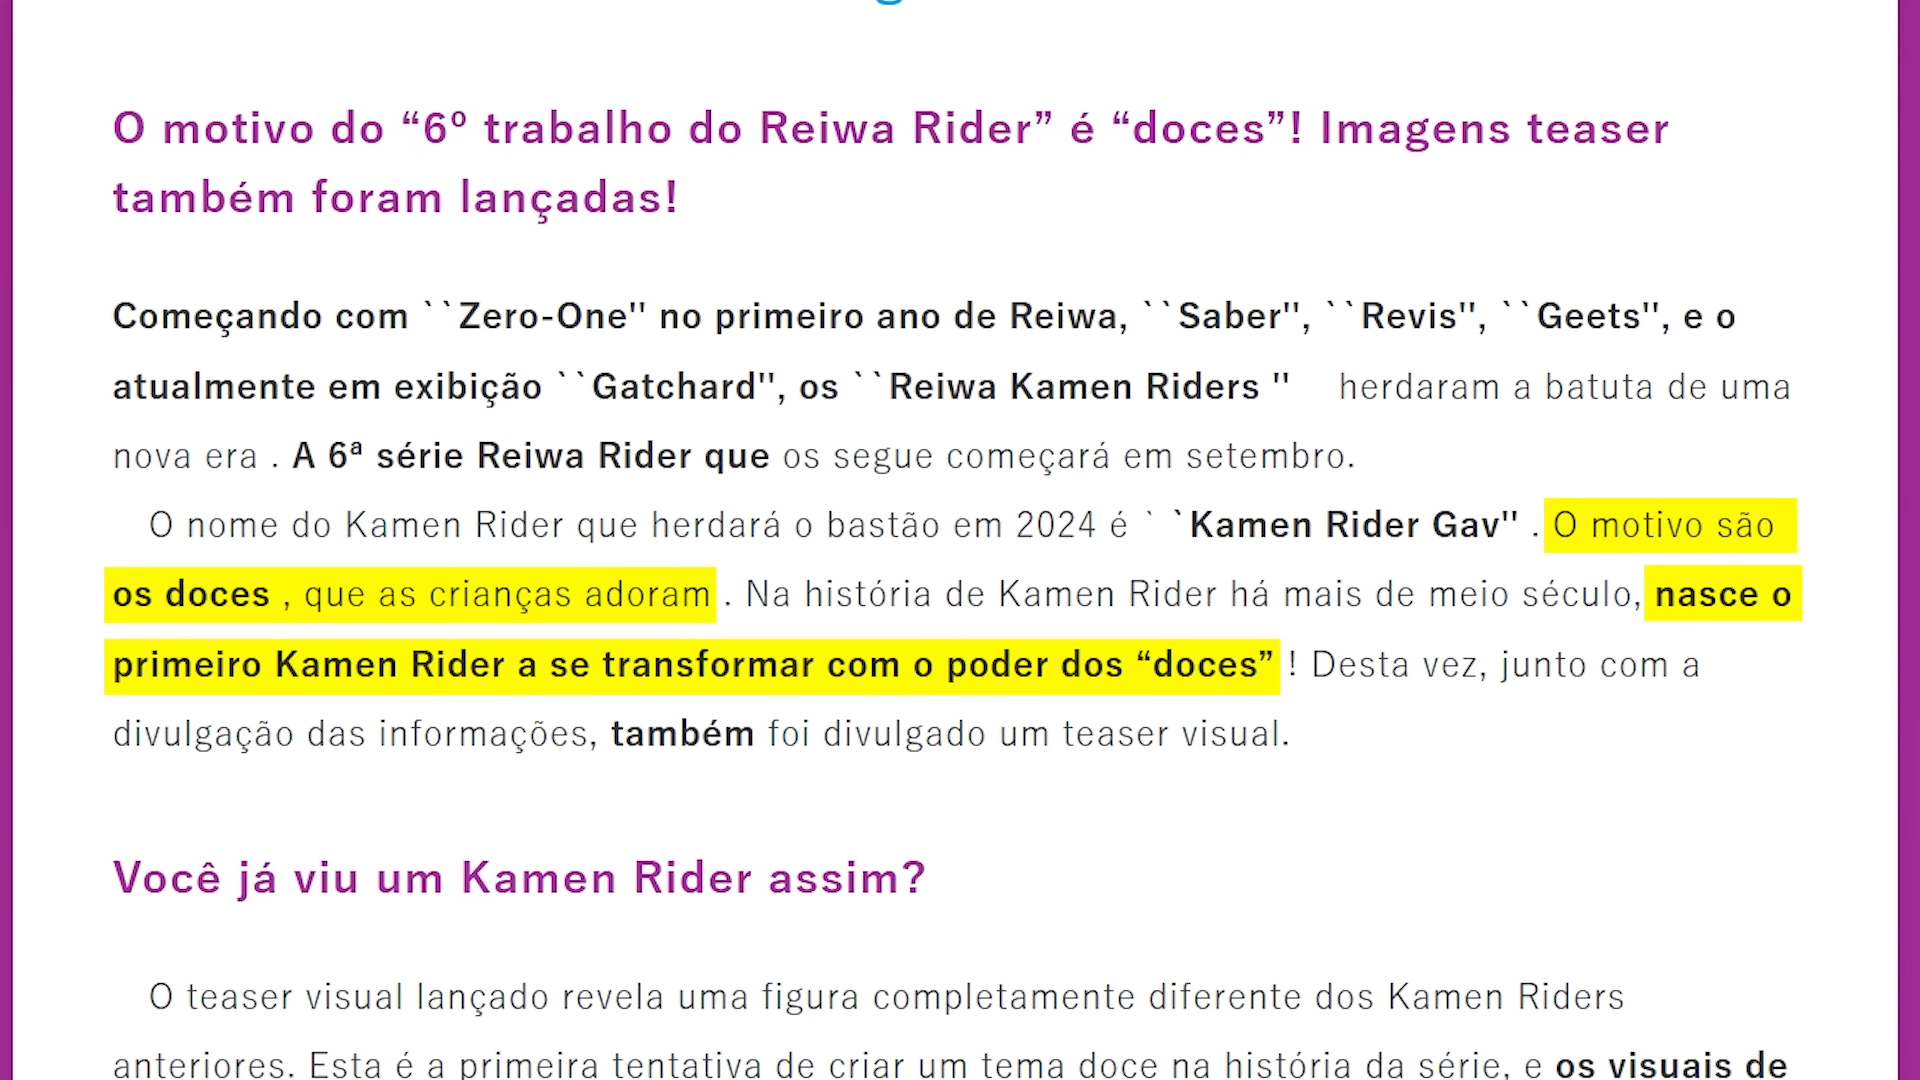 O motivo do “6º trabalho do Reiwa Rider” é “doces”! Imagens teaser
também foram lançadas!
Começando com ``Zero-One'' no primeiro ano de Reiwa, ``Saber'', ``Revis'', ``Geets'', e o
atualmente em exibição ``Gatchard'', os ``Reiwa Kamen Riders '' herdaram a batuta de uma
nova era . A 6ª série Reiwa Rider que os segue começará em setembro.
O nome do Kamen Rider que herdará o bastão em 2024 é ` `Kamen Rider Gav'' . O motivo são
os doces , que as crianças adoram . Na história de Kamen Rider há mais de meio século, nasce o
primeiro Kamen Rider a se transformar com o poder dos “doces” ! Desta vez, junto com a
divulgação das informações, também foi divulgado um teaser visual.
Você já viu um Kamen Rider assim?
O teaser visual lançado revela uma figura completamente diferente dos Kamen Riders
anteriores. Esta é a primeira tentativa de criar um tema doce na história da série, e os visuais de